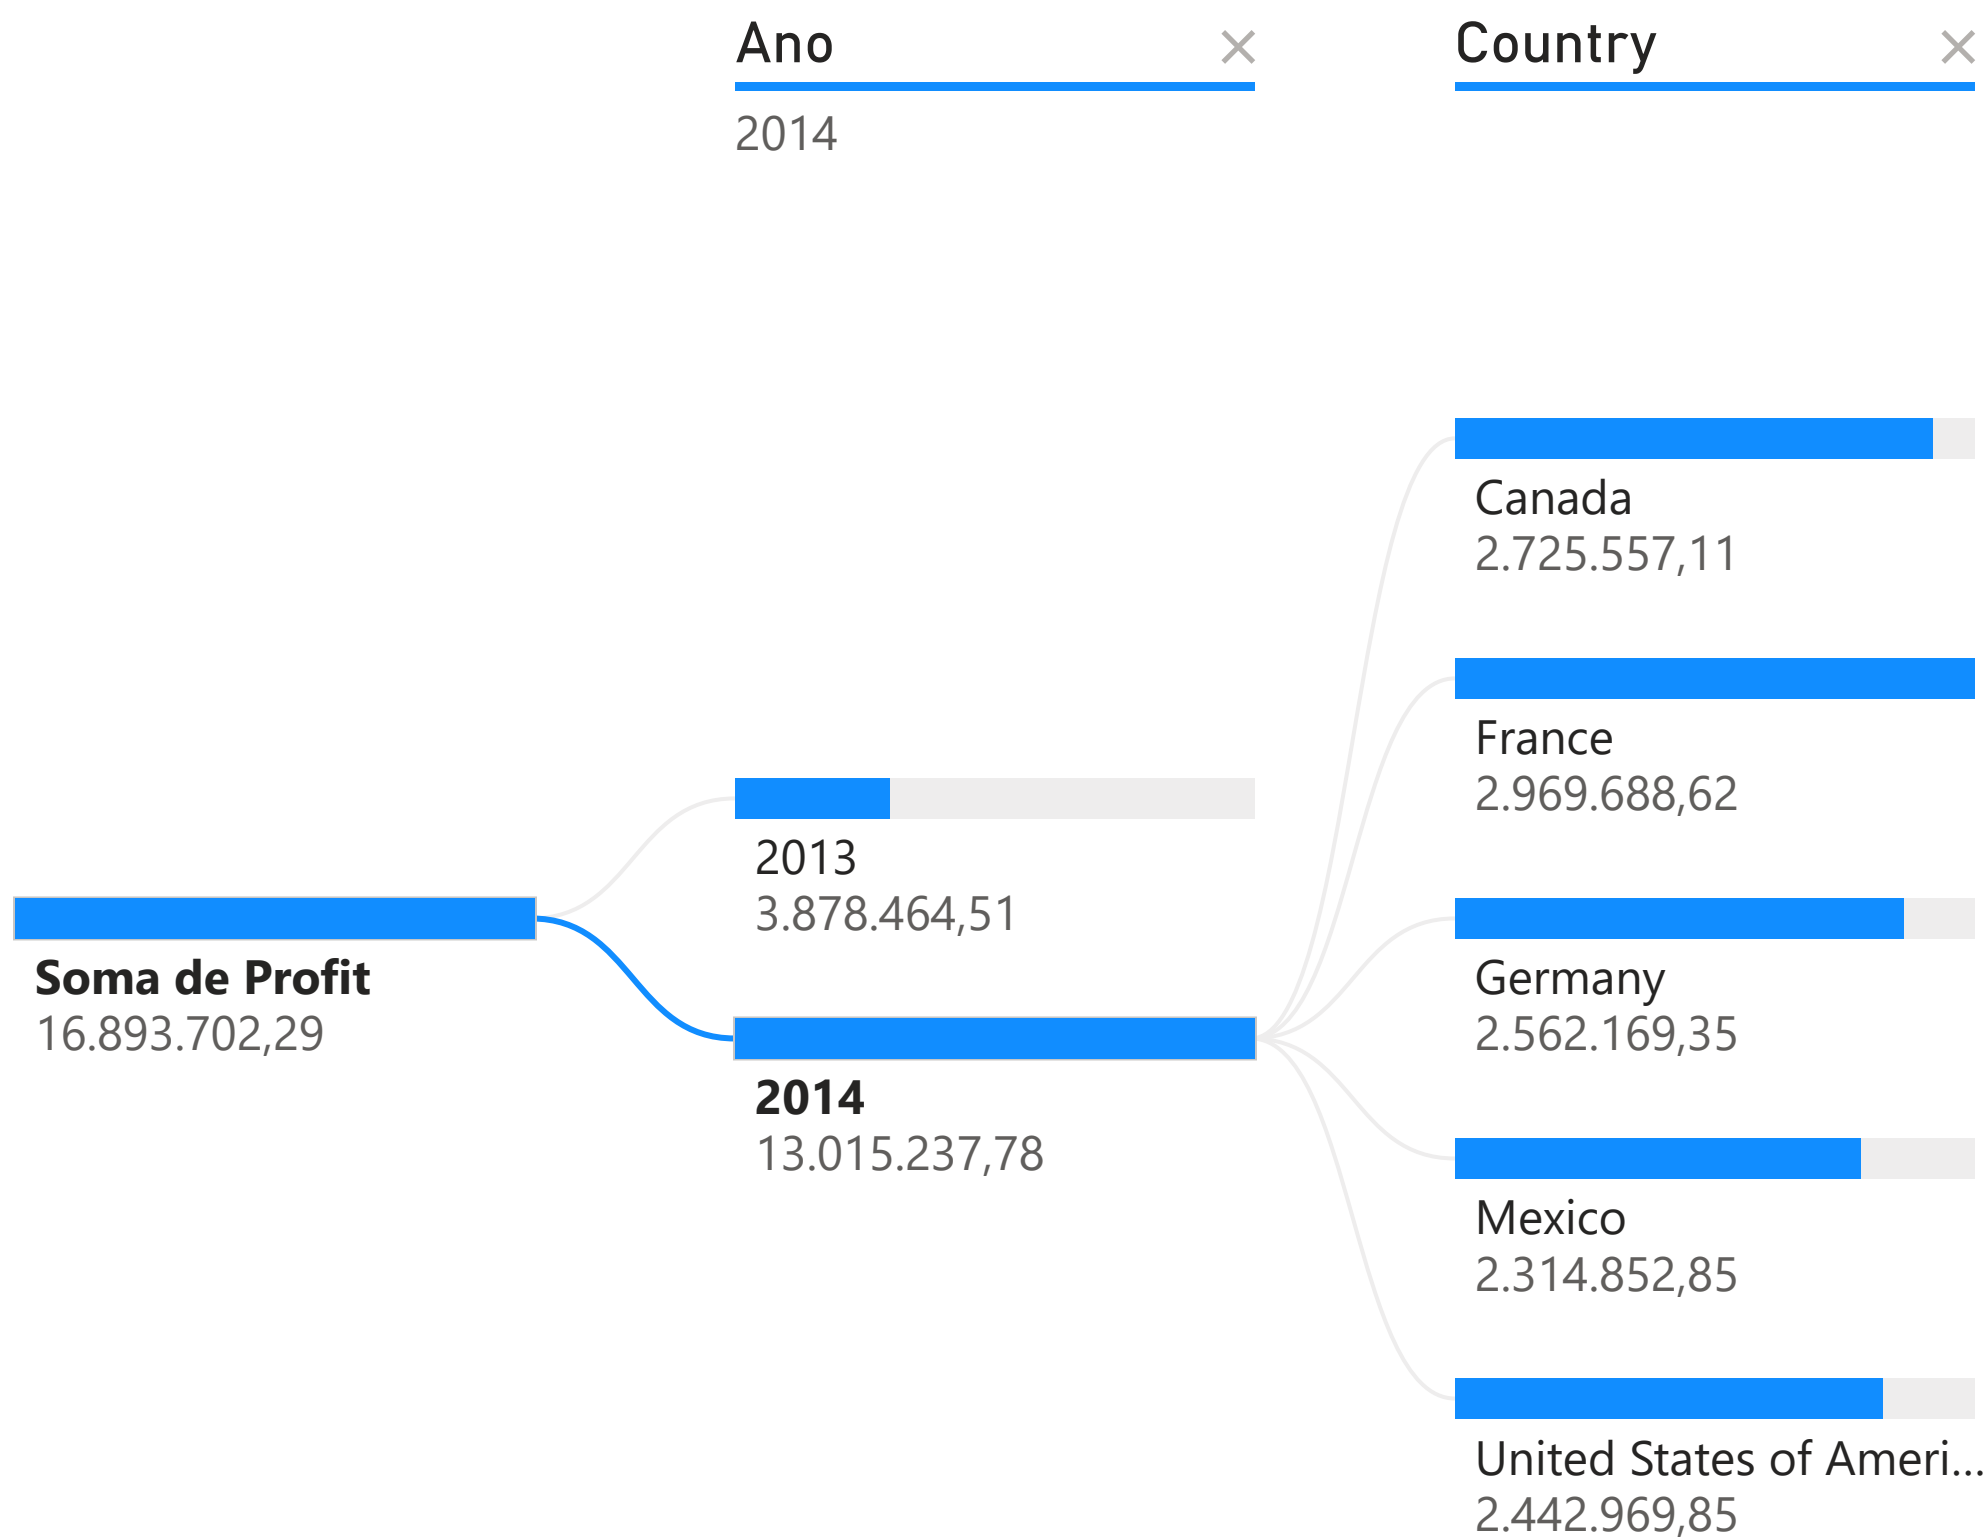 Ano
2014
Country
Soma de Profit
16.893.702,29
2013
3.878.464,51
2014
13.015.237,78
Canada
2.725.557,11
France
2.969.688,62
Germany
2.562.169,35
Mexico
2.314.852,85
United States of Ameri...
2.442.969,85